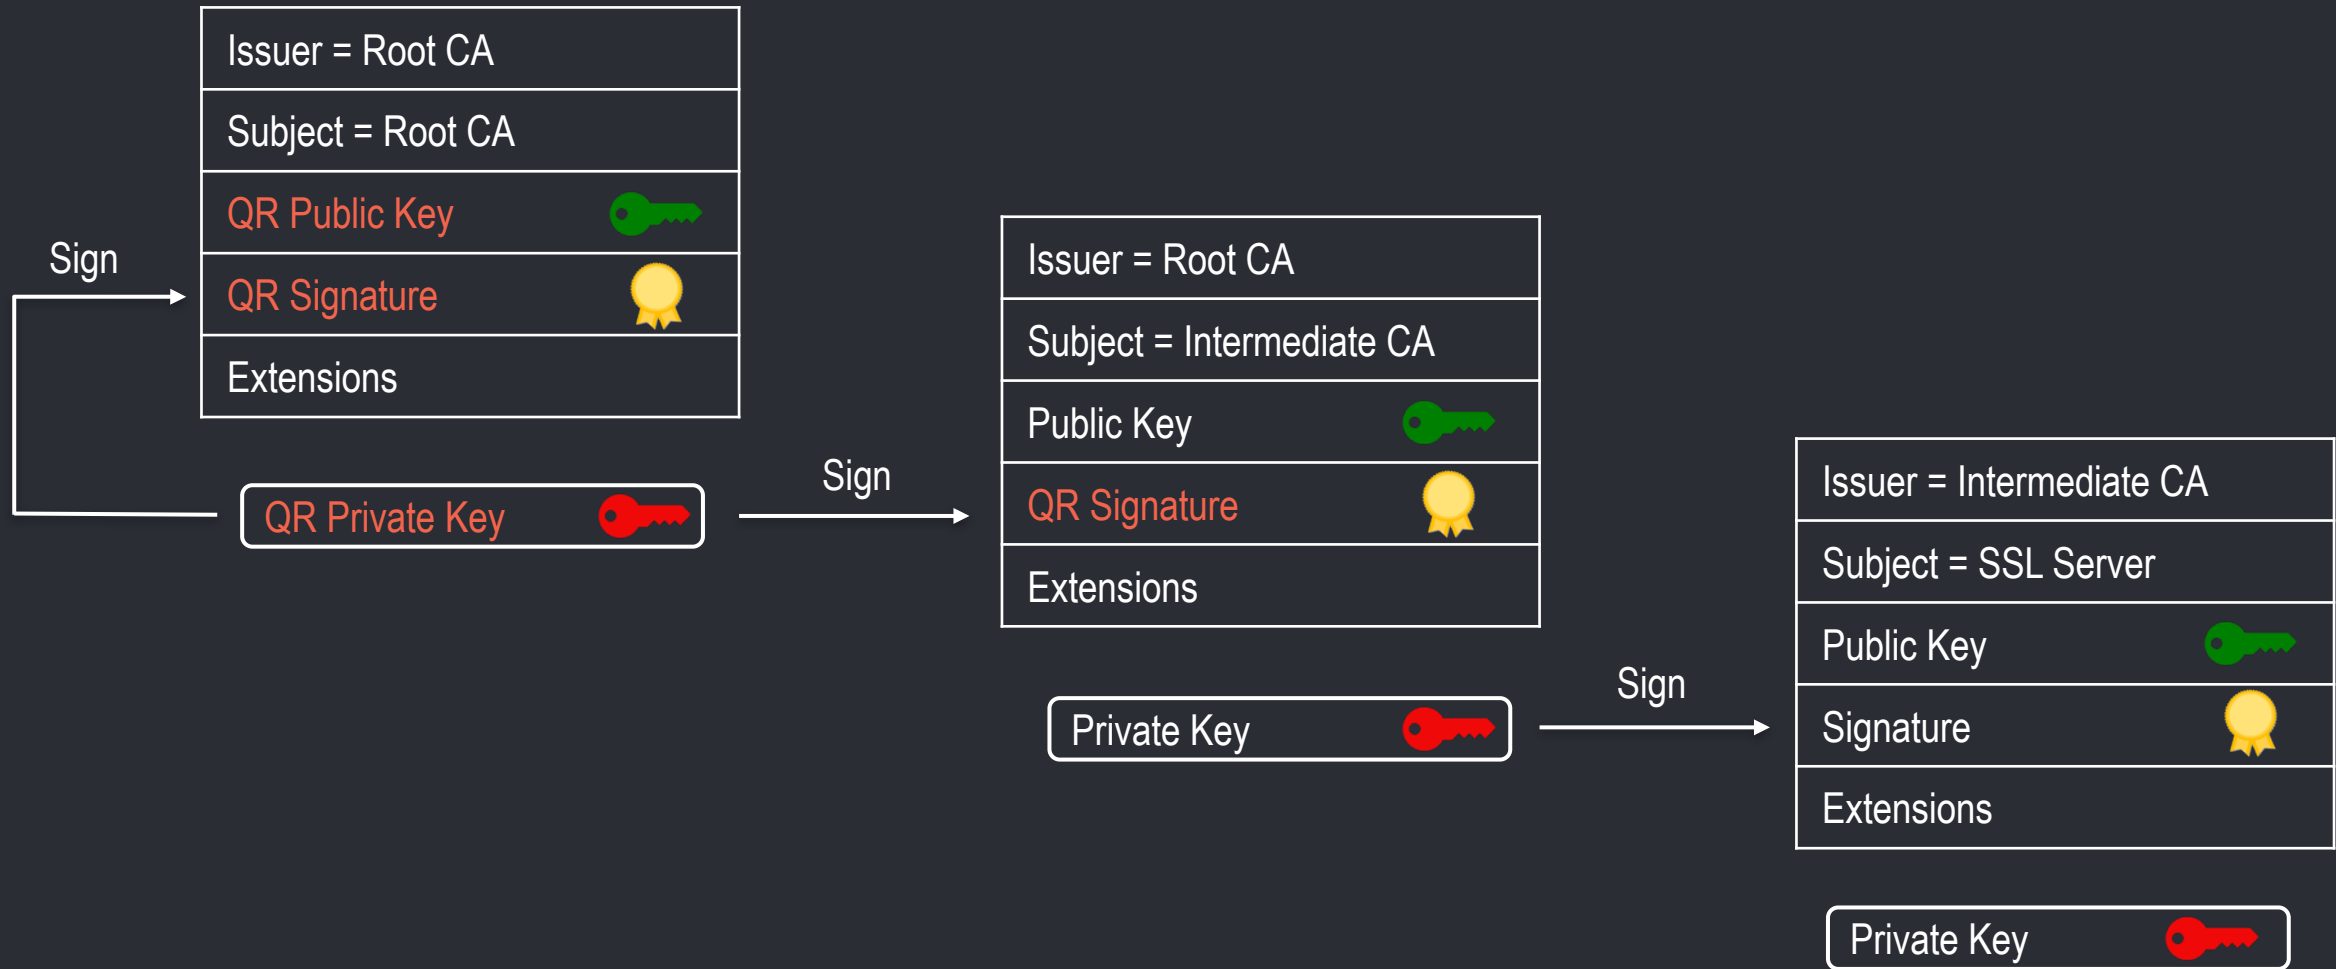 Issuer = Root CA
Subject = Root CA
QR Public Key
QR Signature
Extensions
Sign
QR Private Key
Sign
Issuer = Root CA
Subject = Intermediate CA
Public Key
QR Signature
Extensions
Private Key
Sign
Issuer = Intermediate CA
Subject = SSL Server
Public Key
Signature
Extensions
Private Key